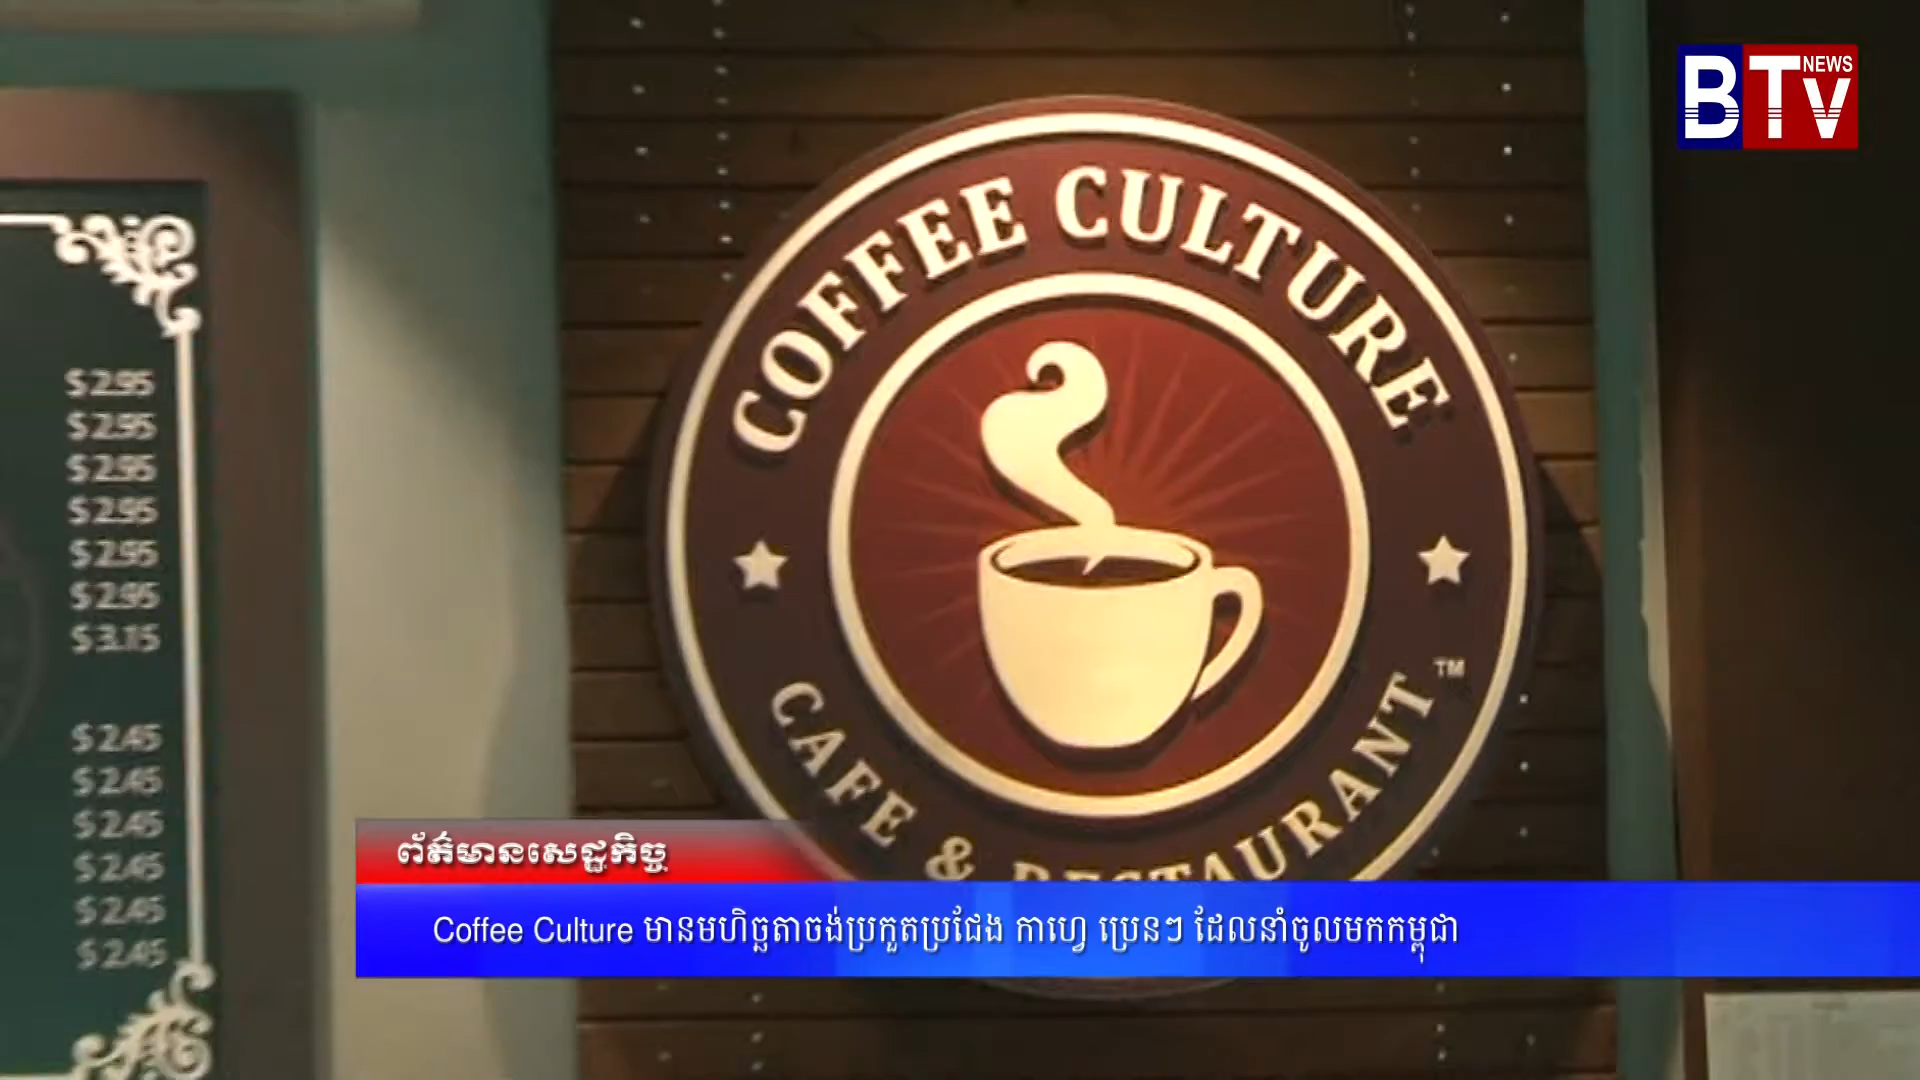 BTV NEWS
COFFEE CULTURE
CAFE & RESTAURANT ™
$2.95
$2.95
$2.95
$2.95
$2.95
$2.95
$3.15
$2.45
$2.45
$2.45
$2.45
$2.45
$2.45
ព័ត៌មានសេដ្ឋកិច្ច
Coffee Culture មានមហិច្ឆតាចង់ប្រកួតប្រជែង កាហ្វេ ប្រេនៗ ដែលនាំចូលមកកម្ពុជា